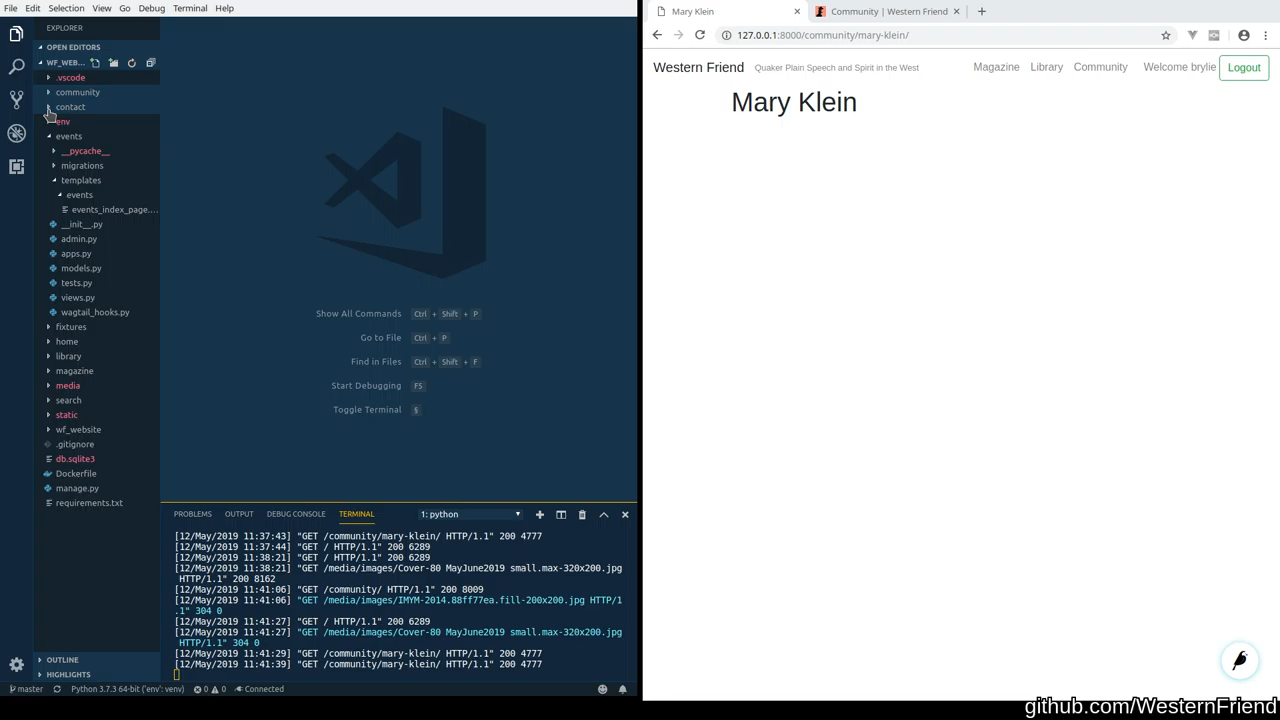 File Edit Selection View Go Debug Terminal Help
EXPLORER
OPEN EDITORS
WF_WEB...
.vscode
community
contact
env
events
__pycache__
migrations
templates
events
events_index_page....
__init__.py
admin.py
apps.py
models.py
tests.py
views.py
wagtail_hooks.py
fixtures
home
library
magazine
media
search
static
wf_website
.gitignore
db.sqlite3
Dockerfile
manage.py
requirements.txt
OUTLINE
HIGHLIGHTS
Show All Commands Ctrl + Shift + P
Go to File Ctrl + P
Find in Files Ctrl + Shift + F
Start Debugging F5
Toggle Terminal Ctrl + §
PROBLEMS OUTPUT DEBUG CONSOLE TERMINAL 1: python
[12/May/2019 11:37:43] "GET /community/mary-klein/ HTTP/1.1" 200 4777
[12/May/2019 11:37:44] "GET / HTTP/1.1" 200 6289
[12/May/2019 11:38:21] "GET / HTTP/1.1" 200 6289
[12/May/2019 11:38:21] "GET /media/images/Cover-80 MayJune2019 small.max-320x200.jpg
HTTP/1.1" 200 8162
[12/May/2019 11:41:06] "GET /community/ HTTP/1.1" 200 8009
[12/May/2019 11:41:06] "GET /media/images/IMYM-2014.88ff77ea.fill-200x200.jpg HTTP/1
.1" 304 0
[12/May/2019 11:41:27] "GET / HTTP/1.1" 200 6289
[12/May/2019 11:41:27] "GET /media/images/Cover-80 MayJune2019 small.max-320x200.jpg
HTTP/1.1" 304 0
[12/May/2019 11:41:29] "GET /community/mary-klein/ HTTP/1.1" 200 4777
[12/May/2019 11:41:39] "GET /community/mary-klein/ HTTP/1.1" 200 4777
master Python 3.7.3 64-bit ('env': venv) 0 0 Connected
Mary Klein
Community | Western Friend
127.0.0.1:8000/community/mary-klein/
Western Friend Quaker Plain Speech and Spirit in the West Magazine Library Community Welcome brylie Logout
Mary Klein
github.com/WesternFriend